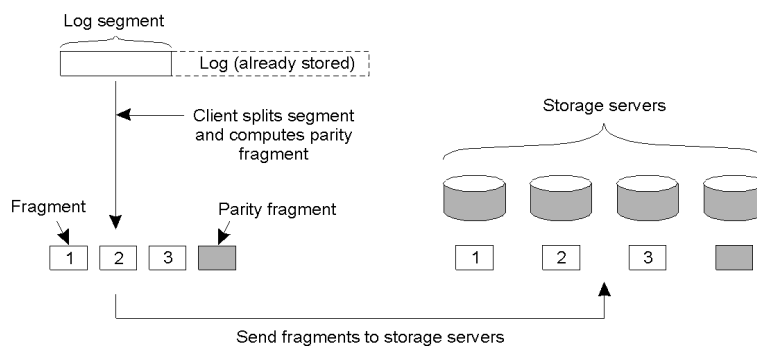 Log segment
Log (already stored)
Client splits segment
and computes parity
fragment
Storage servers
Fragment
Parity fragment
1 2 3
1 2 3
Send fragments to storage servers